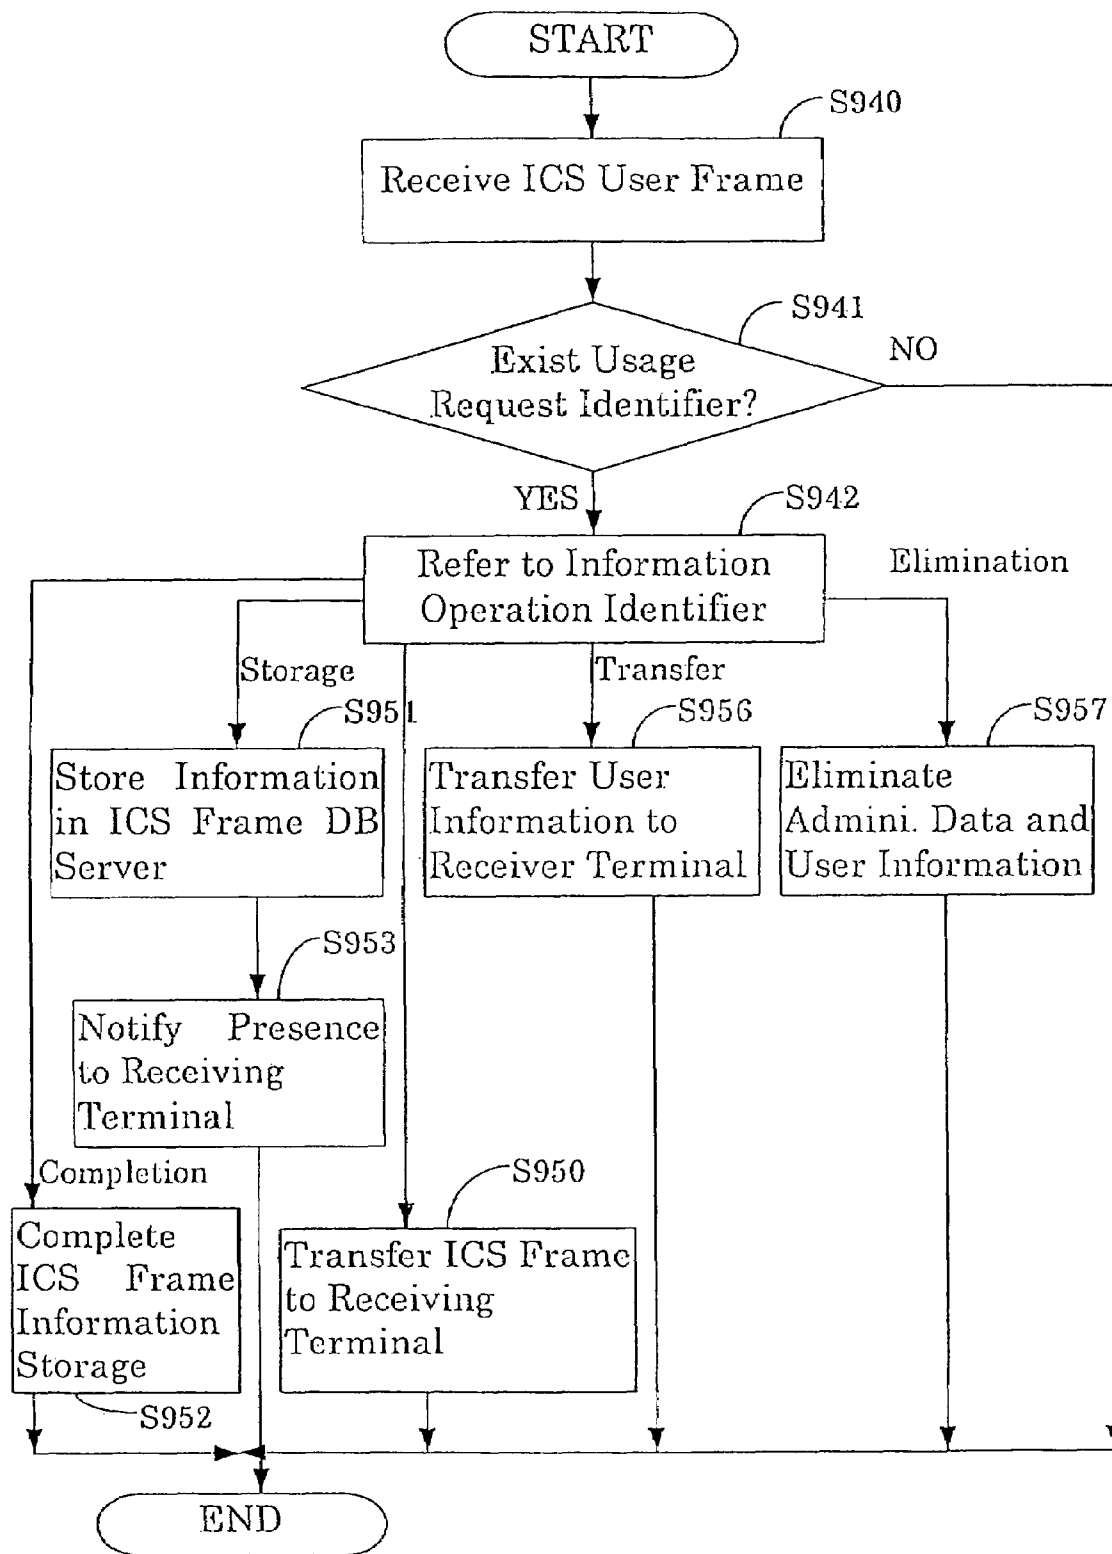 START
S940
Receive ICS User Frame
S941
Exist Usage
Request Identifier?
NO
YES
S942
Refer to Information
Operation Identifier
Elimination
Storage
Transfer
S951
S956
S957
Store Information
in ICS Frame DB
Server
Transfer User
Information to
Receiver Terminal
Eliminate
Admini. Data and
User Information
S953
Notify Presence
to Receiving
Terminal
Completion
S950
Complete
ICS Frame
Information
Storage
Transfer ICS Frame
to Receiving
Terminal
S952
END